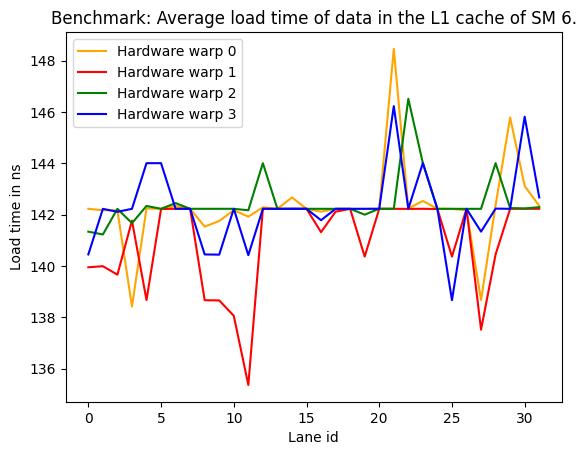 Benchmark: Average load time of data in the L1 cache of SM 6.
148
146
144
142
140
138
136
Load time in ns
Hardware warp 0
Hardware warp 1
Hardware warp 2
Hardware warp 3
0 5 10 15 20 25 30
Lane id